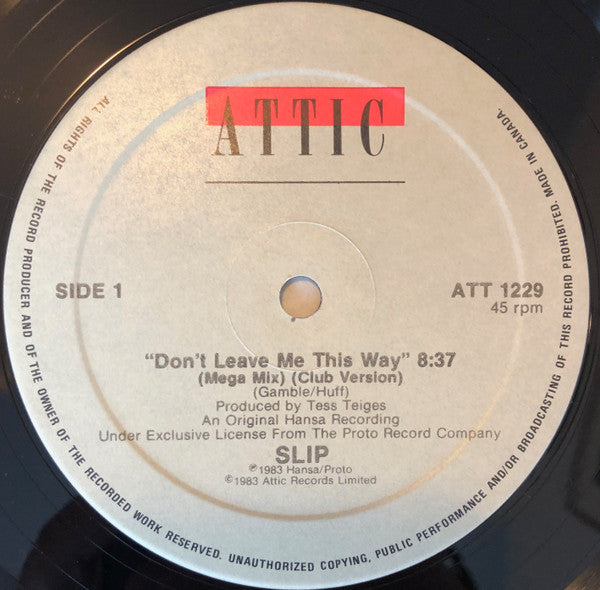 ATTIC
SIDE 1
ATT 1229
45 rpm
"Don't Leave Me This Way" 8:37
(Mega Mix) (Club Version)
(Gamble/Huff)
Produced by Tess Teiges
An Original Hansa Recording
Under Exclusive License From The Proto Record Company
SLIP
℗1983 Hansa/Proto
©1983 Attic Records Limited
ALL RIGHTS OF THE RECORD PRODUCER AND OF THE OWNER OF THE RECORDED WORK RESERVED. UNAUTHORIZED COPYING, PUBLIC PERFORMANCE AND/OR BROADCASTING OF THIS RECORD PROHIBITED. MADE IN CANADA.